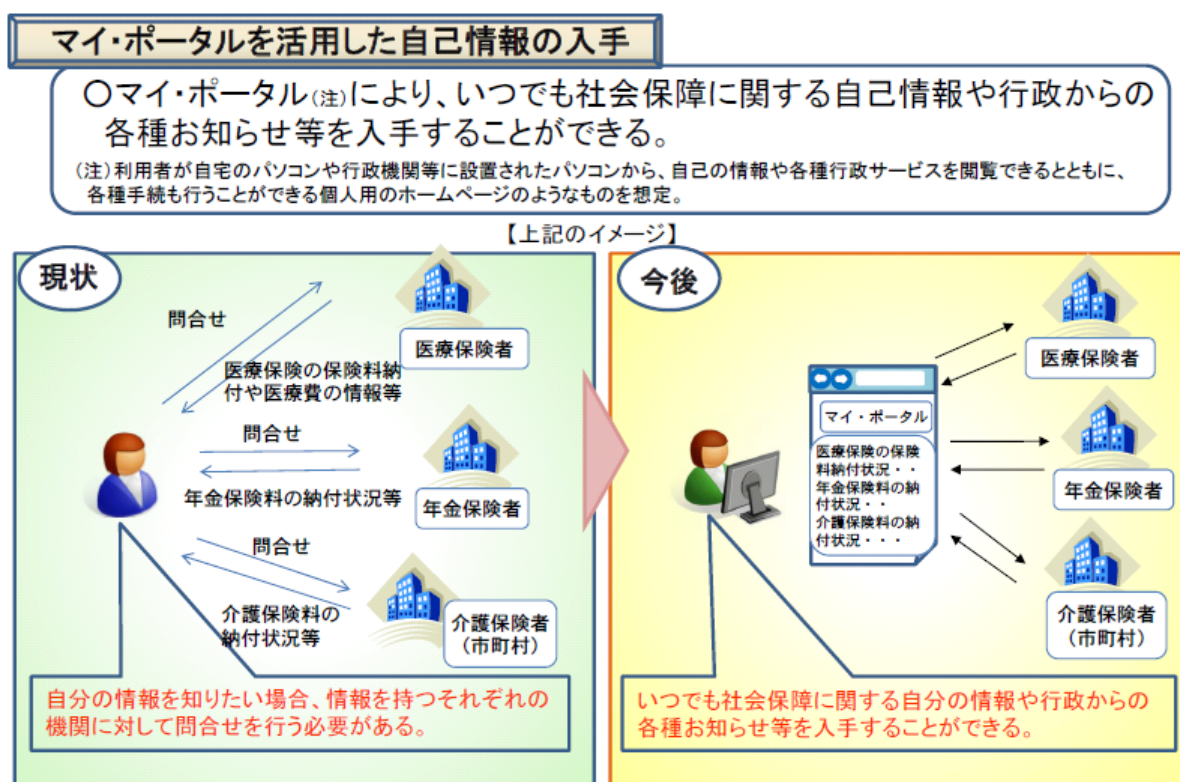 マイ・ポータルを活用した自己情報の入手
〇マイ・ポータル(注)により、いつでも社会保障に関する自己情報や行政からの
各種お知らせ等を入手することができる。
(注)利用者が自宅のパソコンや行政機関等に設置されたパソコンから、自己の情報や各種行政サービスを閲覧できるとともに、
各種手続も行うことができる個人用のホームページのようなものを想定。
【上記のイメージ】
現状
問合せ
医療保険者
医療保険の保険料納
付や医療費の情報等
問合せ
年金保険者
年金保険料の納付状況等
問合せ
介護保険者
(市町村)
介護保険料の
納付状況等
自分の情報を知りたい場合、情報を持つそれぞれの
機関に対して問合せを行う必要がある。
今後
医療保険者
マイ・ポータル
医療保険の保険
料納付状況・・
年金保険料の納
付状況・・
介護保険料の納
付状況・・・
年金保険者
介護保険者
(市町村)
いつでも社会保障に関する自分の情報や行政からの
各種お知らせ等を入手することができる。